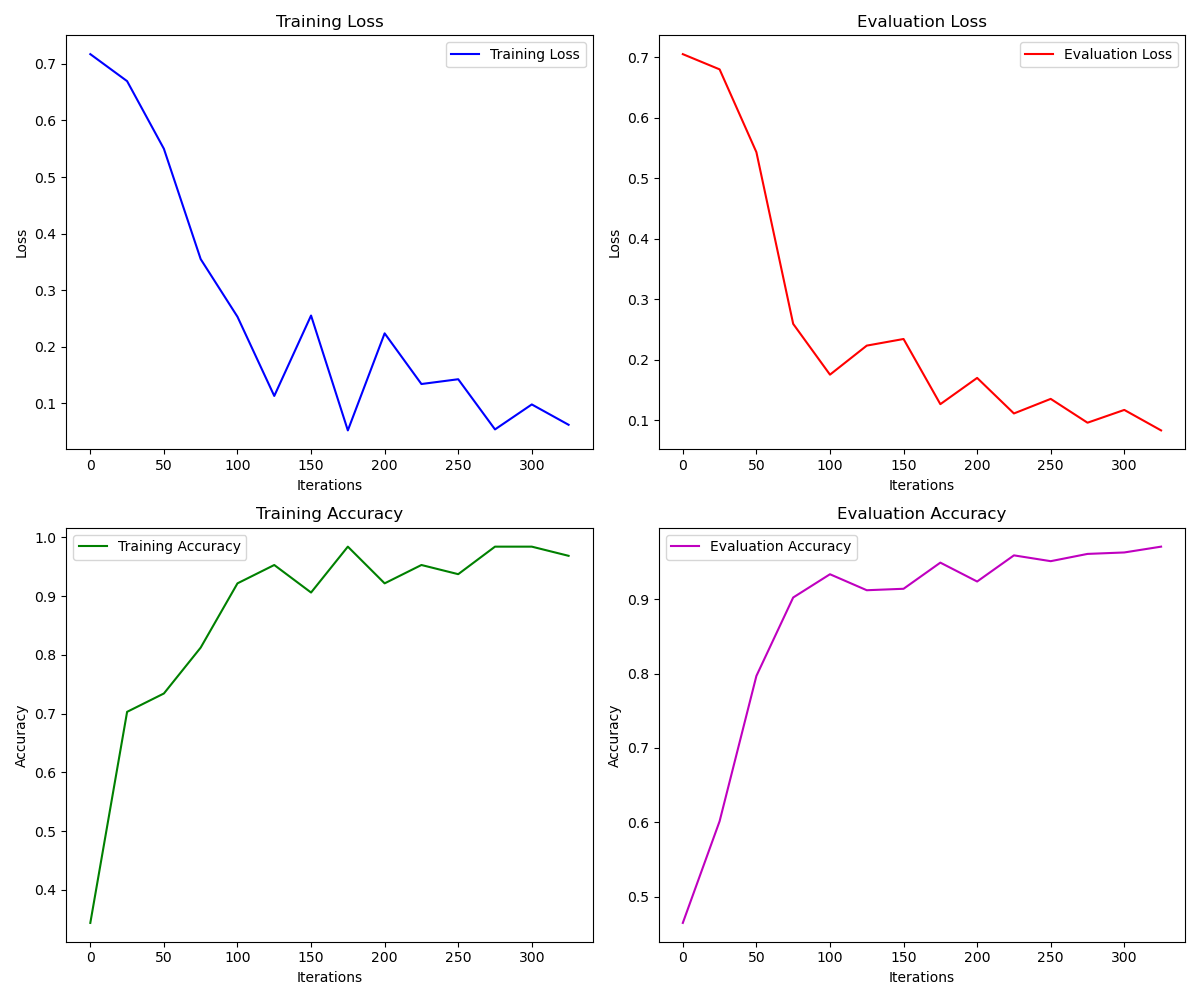 Training Loss
Training Loss
Loss
0.7
0.6
0.5
0.4
0.3
0.2
0.1
0 50 100 150 200 250 300
Iterations
Evaluation Loss
Evaluation Loss
Loss
0.7
0.6
0.5
0.4
0.3
0.2
0.1
0 50 100 150 200 250 300
Iterations
Training Accuracy
Training Accuracy
Accuracy
1.0
0.9
0.8
0.7
0.6
0.5
0.4
0 50 100 150 200 250 300
Iterations
Evaluation Accuracy
Evaluation Accuracy
Accuracy
0.9
0.8
0.7
0.6
0.5
0 50 100 150 200 250 300
Iterations